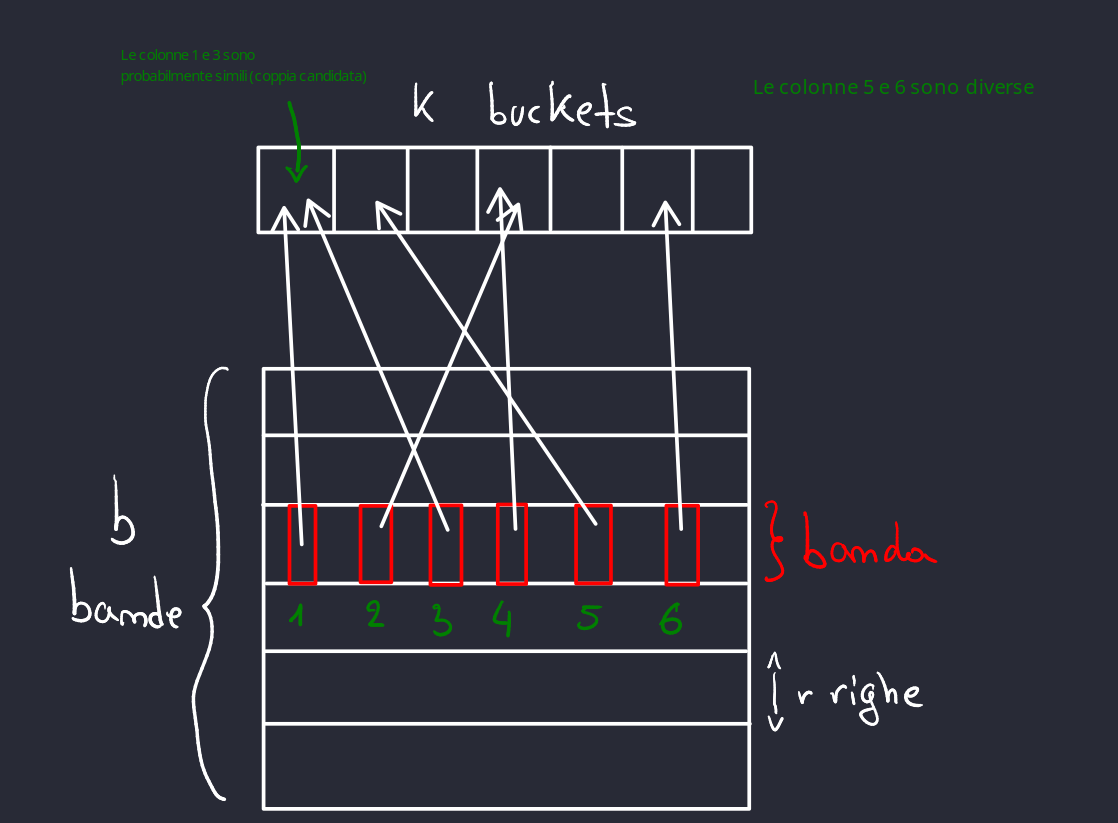 Le colonne 1 e 3 sono
probabilmente simili (coppia candidata)
k buckets
Le colonne 5 e 6 sono diverse
b
bande
banda
1 2 3 4 5 6
r righe